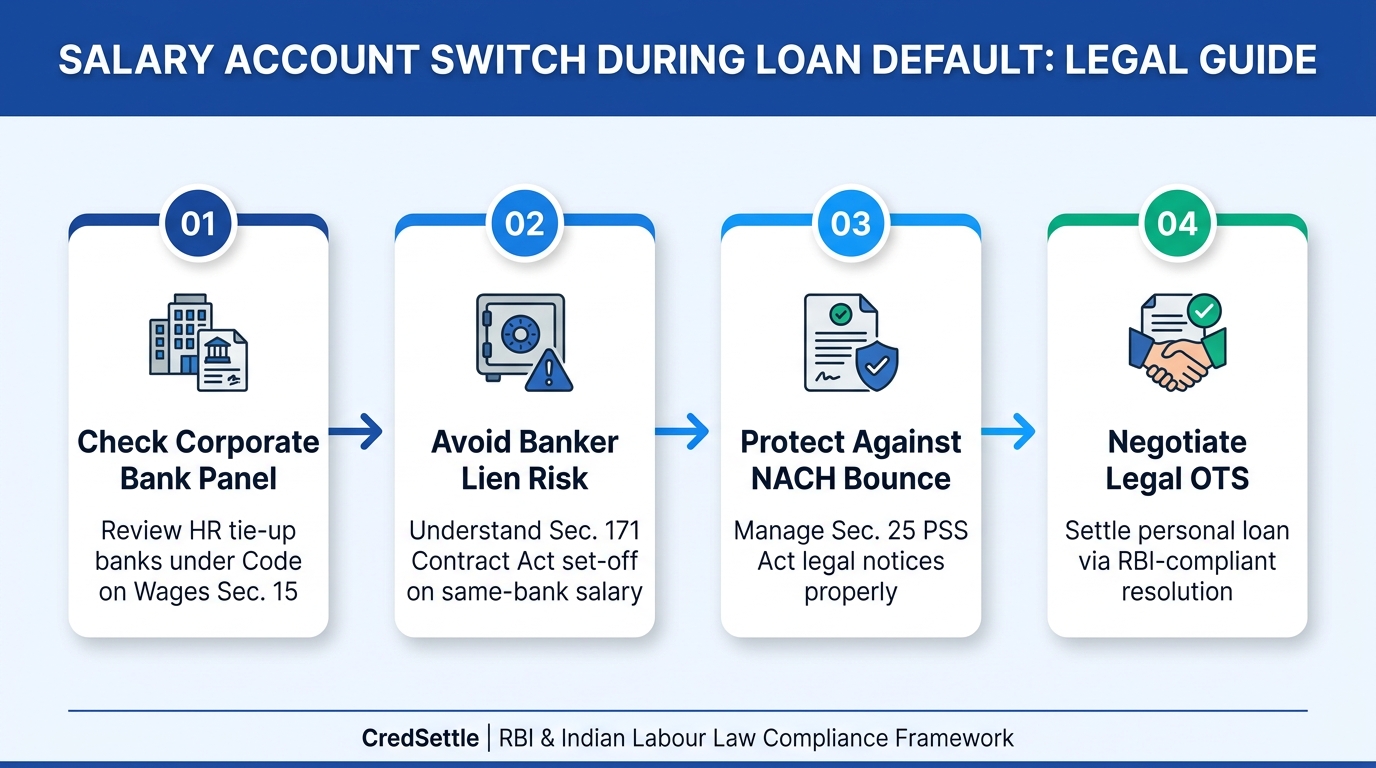 SALARY ACCOUNT SWITCH DURING LOAN DEFAULT: LEGAL GUIDE
01
Check Corporate
Bank Panel
Review HR tie-up
banks under Code
on Wages Sec. 15
02
Avoid Banker
Lien Risk
Understand Sec. 171
Contract Act set-off
on same-bank salary
03
Protect Against
NACH Bounce
Manage Sec. 25 PSS
Act legal notices
properly
04
Negotiate
Legal OTS
Settle personal loan
via RBI-compliant
resolution
CredSettle | RBI & Indian Labour Law Compliance Framework